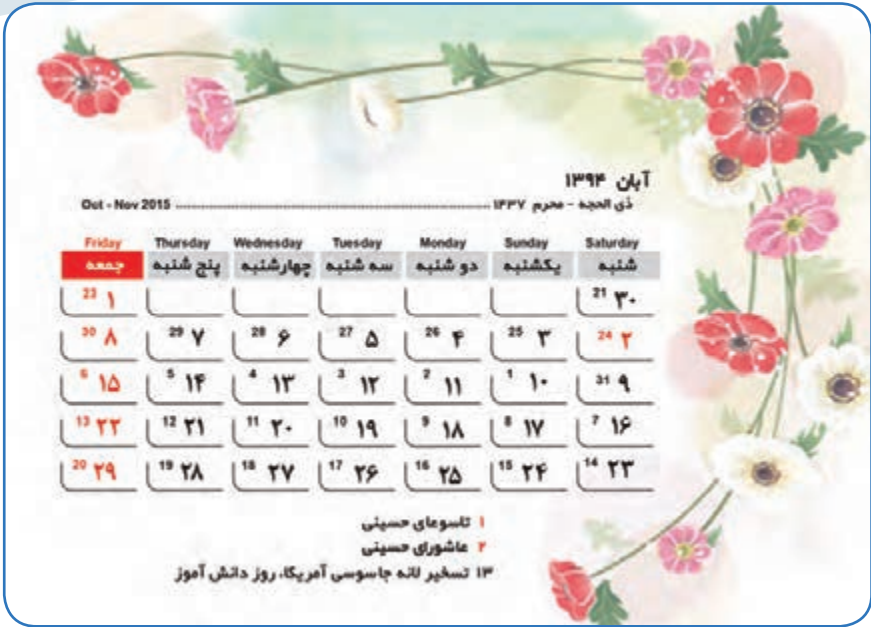 آبان ۱۳۹۴
ذی الحجه - محرم ۱۴۳۷ Oct - Nov 2015
Saturday Sunday Monday Tuesday Wednesday Thursday Friday
شنبه یکشنبه دو شنبه سه شنبه چهارشنبه پنج شنبه جمعه
۳۰ 21 ۱ 23
۲ 24 ۳ 25 ۴ 26 ۵ 27 ۶ 28 ۷ 29 ۸ 30
۹ 31 ۱۰ 1 ۱۱ 2 ۱۲ 3 ۱۳ 4 ۱۴ 5 ۱۵ 6
۱۶ 7 ۱۷ 8 ۱۸ 9 ۱۹ 10 ۲۰ 11 ۲۱ 12 ۲۲ 13
۲۳ 14 ۲۴ 15 ۲۵ 16 ۲۶ 17 ۲۷ 18 ۲۸ 19 ۲۹ 20
۱ تاسوعای حسینی
۲ عاشورای حسینی
۱۳ تسخیر لانه جاسوسی آمریکا، روز دانش آموز